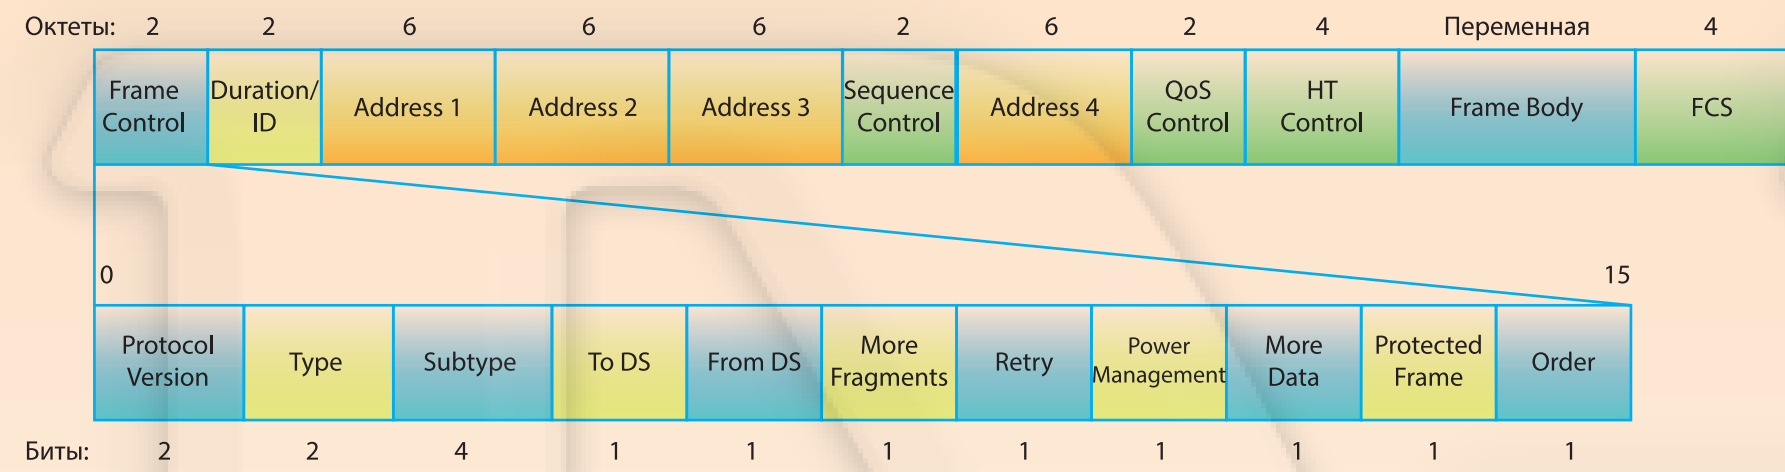 Октеты: 2 2 6 6 6 2 6 2 4 Переменная 4
Frame Control
Duration/ ID
Address 1
Address 2
Address 3
Sequence Control
Address 4
QoS Control
HT Control
Frame Body
FCS
0 15
Protocol Version
Type
Subtype
To DS
From DS
More Fragments
Retry
Power Management
More Data
Protected Frame
Order
Биты: 2 2 4 1 1 1 1 1 1 1 1